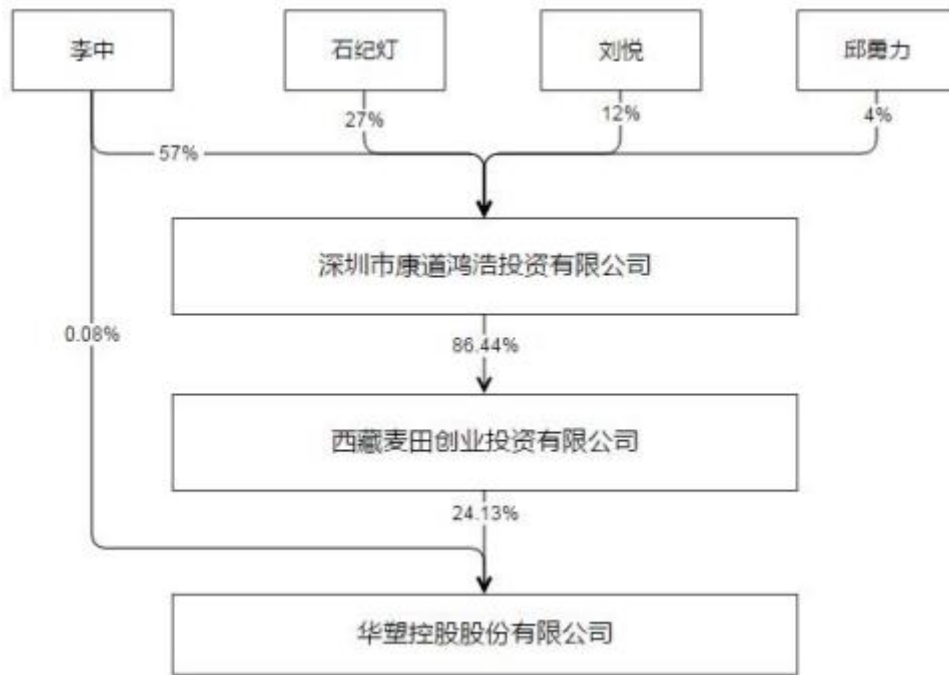 李中
石纪灯
刘悦
邱勇力
27%
12%
4%
57%
深圳市康道鸿浩投资有限公司
0.08%
86.44%
西藏麦田创业投资有限公司
24.13%
华塑控股股份有限公司